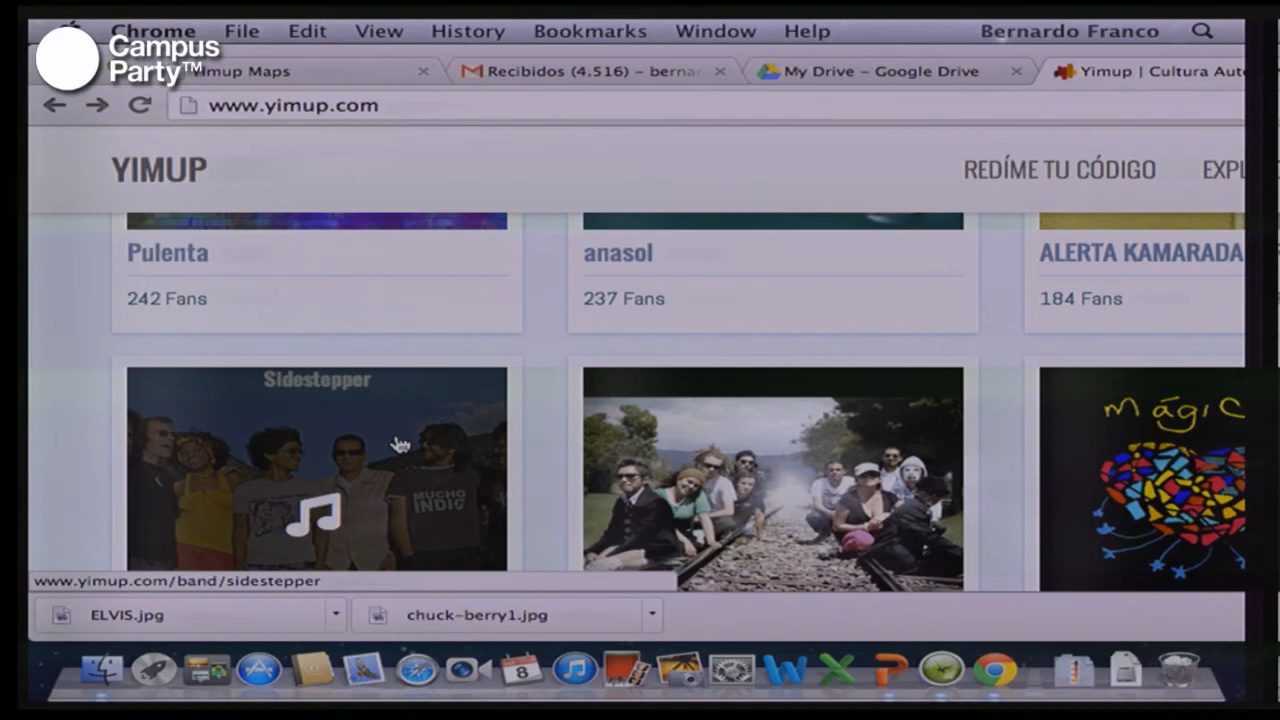 Chrome File Edit View History Bookmarks Window Help Bernardo Franco
Campus
Party™
Yimup Maps
Recibidos (4.516) – berna
My Drive – Google Drive
Yimup | Cultura Aut
www.yimup.com
YIMUP
REDÍME TU CÓDIGO
EXPL
Pulenta
anasol
ALERTA KAMARADA
242 Fans
237 Fans
184 Fans
Sidestepper
MUCHO
INDIO
MágIC
www.yimup.com/band/sidestepper
ELVIS.jpg
chuck-berry1.jpg
8